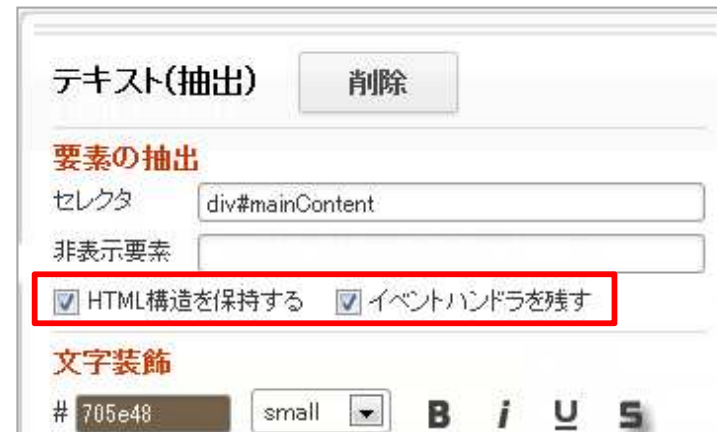 テキスト(抽出) 削除
要素の抽出
セレクタ div#mainContent
非表示要素
HTML構造を保持する イベントハンドラを残す
文字装飾
# 705e48 small B i U S